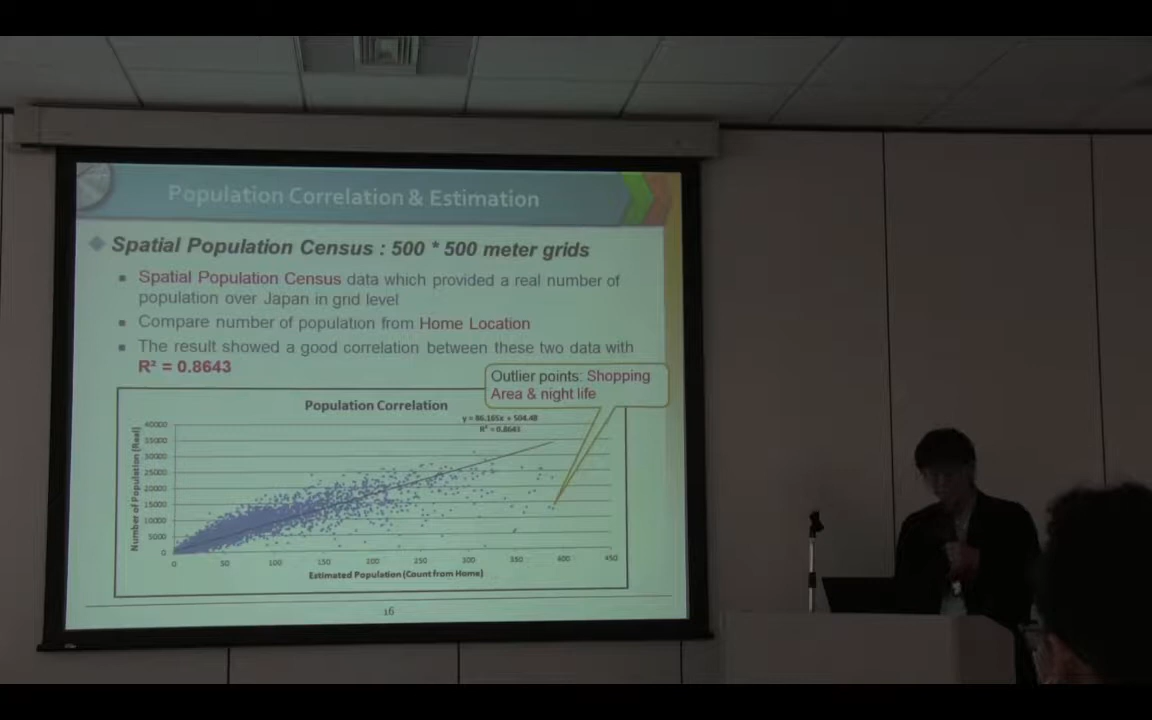 Population Correlation & Estimation
Spatial Population Census : 500 * 500 meter grids
Spatial Population Census data which provided a real number of
population over Japan in grid level
Compare number of population from Home Location
The result showed a good correlation between these two data with
R² = 0.8643
Outlier points: Shopping
Area & night life
Population Correlation
y = 86.165x + 504.48
R² = 0.8643
Number of Population (Real)
40000
35000
30000
25000
20000
15000
10000
5000
0
0 50 100 150 200 250 300 350 400 450
Estimated Population (Count from Home)
16